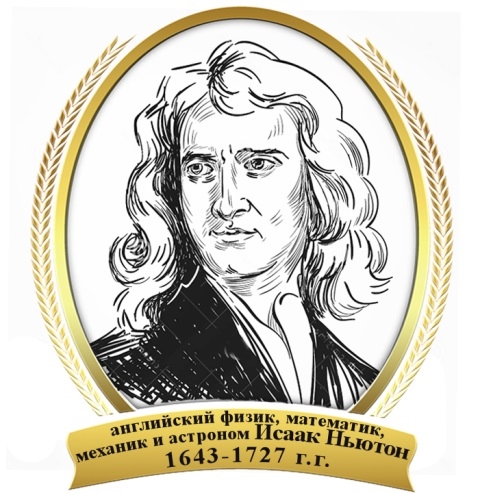 английский физик, математик,
механик и астроном Исаак Ньютон
1643-1727 г.г.